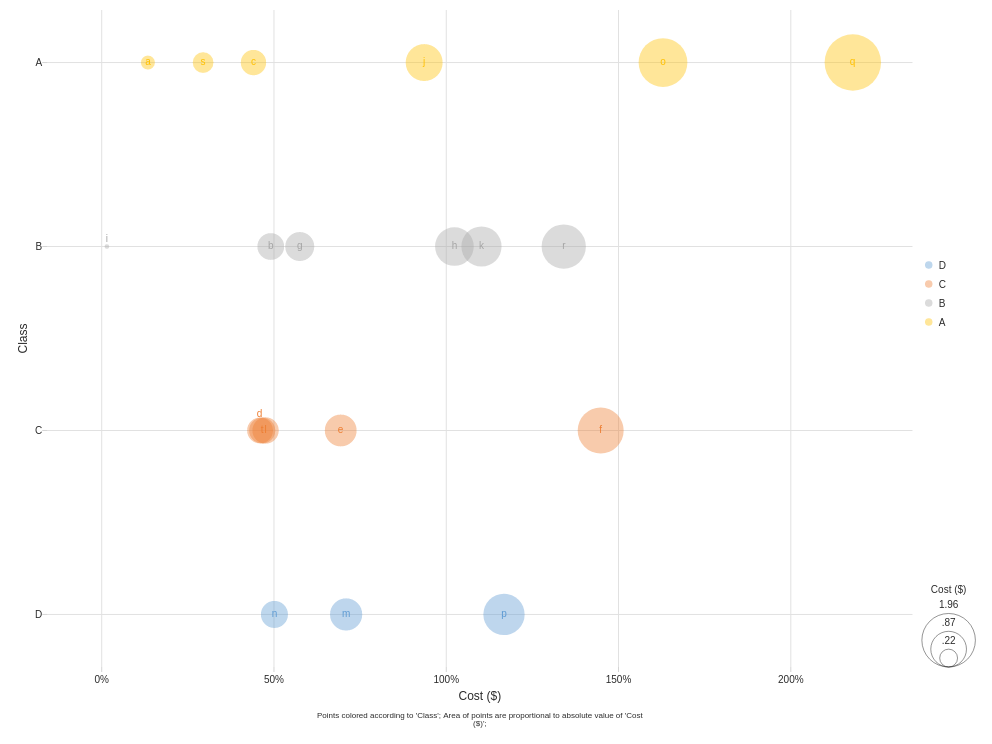 A
a
s
c
j
o
q
B
i
b
g
h
k
r
C
d
e
f
D
n
m
p
Class
0%
50%
100%
150%
200%
Cost ($)
Points colored according to 'Class'; Area of points are proportional to absolute value of 'Cost
($)';
D
C
B
A
Cost ($)
1.96
.87
.22